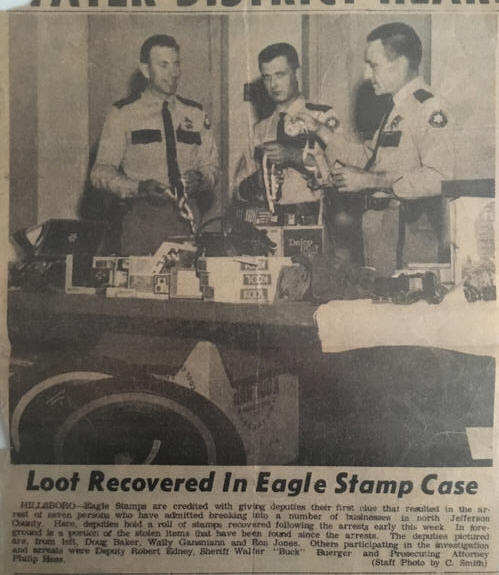 WATER DISTRICT HEAR
Delco
Loot Recovered In Eagle Stamp Case
HILLSBORO—Eagle Stamps are credited with giving deputies their first clue that resulted in the ar-
rest of seven persons who have admitted breaking into a number of businesses in north Jefferson
County. Here, deputies hold a roll of stamps recovered following the arrests early this week. In fore-
ground is a portion of the stolen items that have been found since the arrests. The deputies pictured
are, from left, Doug Baker, Wally Gansmann and Ron Jones. Others participating in the investigation
and arrests were Deputy Robert Edney, Sheriff Walter "Buck" Buerger and Prosecuting Attorney
Philip Hess.
(Staff Photo by C. Smith)